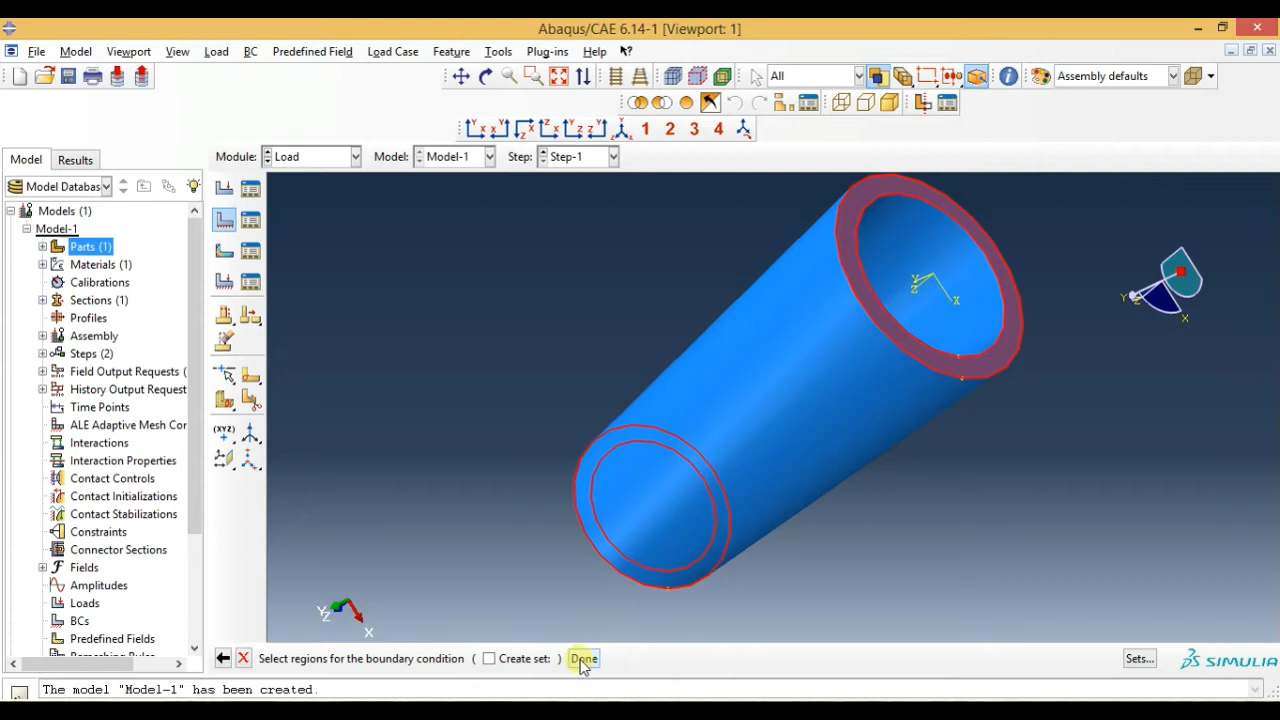 Abaqus/CAE 6.14-1 [Viewport: 1]
File Model Viewport View Load BC Predefined Field Load Case Feature Tools Plug-ins Help
All Assembly defaults
1 2 3 4
Model Results Module: Load Model: Model-1 Step: Step-1
Model Databas
Models (1)
Model-1
Parts (1)
Materials (1)
Calibrations
Sections (1)
Profiles
Assembly
Steps (2)
Field Output Requests (
History Output Requests
Time Points
ALE Adaptive Mesh Cor
Interactions
Interaction Properties
Contact Controls
Contact Initializations
Contact Stabilizations
Constraints
Connector Sections
Fields
Amplitudes
Loads
BCs
Predefined Fields
(XYZ)
Y
Z
X
Y
Z
X
Y
Z
X
Select regions for the boundary condition ( Create set: ) Done Sets... SIMULIA
The model "Model-1" has been created.